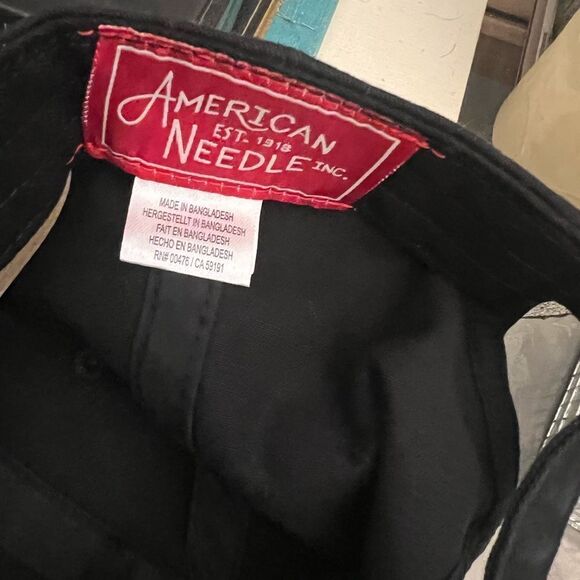 AMERICAN
EST. 1918
NEEDLE INC.
MADE IN BANGLADESH
HERGESTELLT IN BANGLADESH
FAIT EN BANGLADESH
HECHO EN BANGLADESH
RN# 00476 / CA 59191